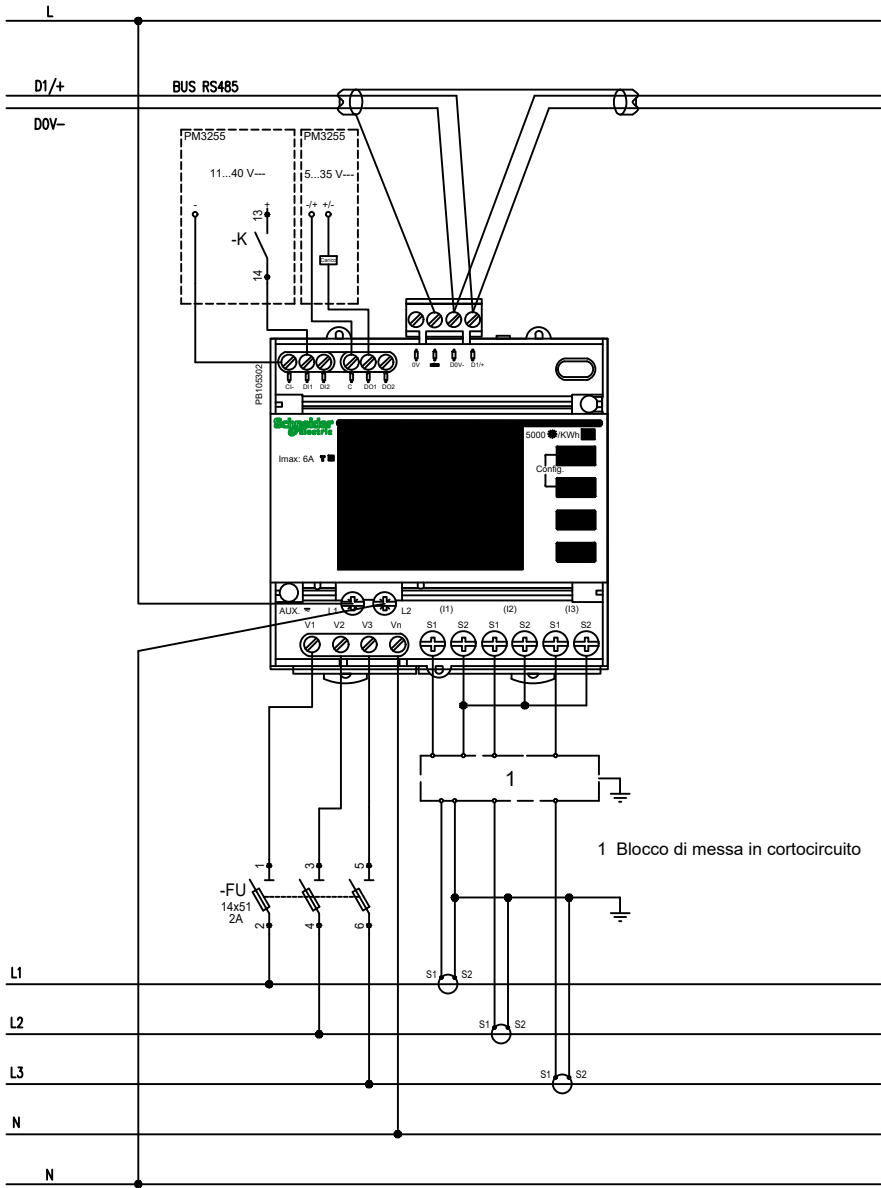 L
D1/+ BUS RS485
D0V-
PM3255 PM3255
11...40 V--- 5...35 V---
- + -/+ +/-
13
-K
14
Carico
0V D0V- D1/+
CI- DI1 DI2 C DO1 DO2
PB105302
Schneider
Electric
5000 /KWh
Imax: 6A
Config.
AUX. L1 L2 (I1) (I2) (I3)
V1 V2 V3 Vn S1 S2 S1 S2 S1 S2
1
1 Blocco di messa in cortocircuito
1 3 5
-FU
14x51
2A
2 4 6
L1 S1 S2
L2 S1 S2
L3 S1 S2
N
N